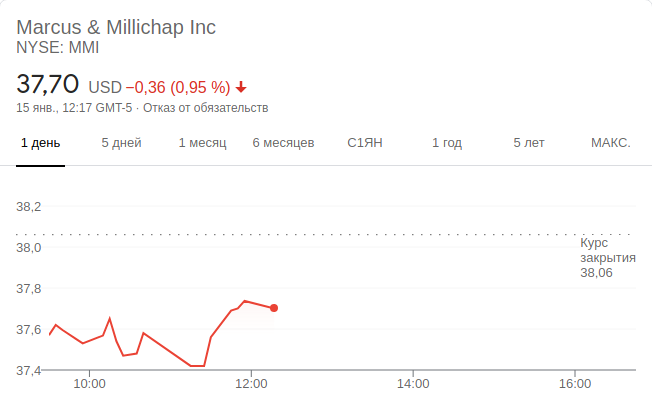 Marcus & Millichap Inc
NYSE: MMI
37,70 USD −0,36 (0,95 %)
15 янв., 12:17 GMT-5 · Отказ от обязательств
1 день 5 дней 1 месяц 6 месяцев С1ЯН 1 год 5 лет МАКС.
38,2
38,0
Курс
закрытия
38,06
37,8
37,6
37,4
10:00 12:00 14:00 16:00